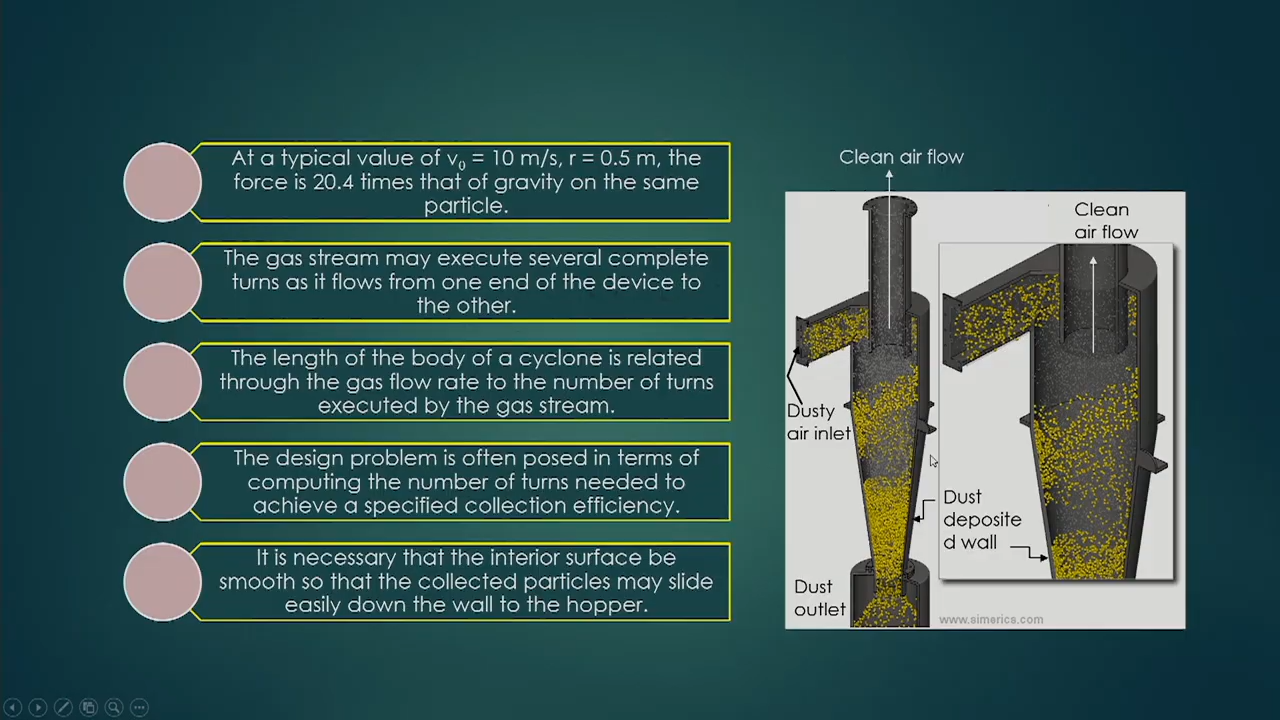 At a typical value of v₀ = 10 m/s, r = 0.5 m, the
force is 20.4 times that of gravity on the same
particle.
The gas stream may execute several complete
turns as it flows from one end of the device to
the other.
The length of the body of a cyclone is related
through the gas flow rate to the number of turns
executed by the gas stream.
The design problem is often posed in terms of
computing the number of turns needed to
achieve a specified collection efficiency.
It is necessary that the interior surface be
smooth so that the collected particles may slide
easily down the wall to the hopper.
Clean air flow
Clean
air flow
Dusty
air inlet
Dust
deposite
d wall
Dust
outlet
www.simerics.com